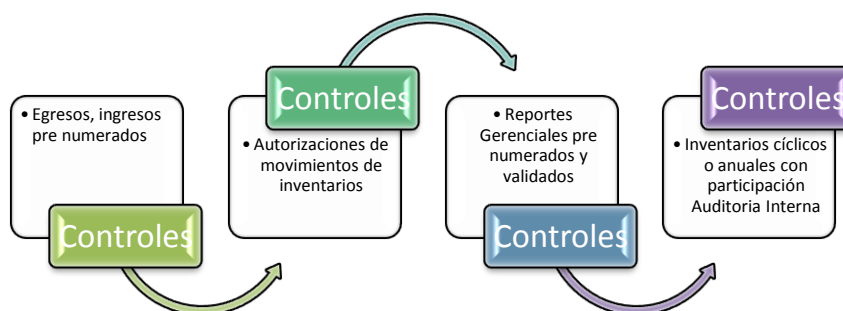 • Egresos, ingresos
pre numerados
Controles
Controles
• Autorizaciones de
movimientos de
inventarios
• Reportes
Gerenciales pre
numerados y
validados
Controles
Controles
• Inventarios cíclicos
o anuales con
participación
Auditoria Interna